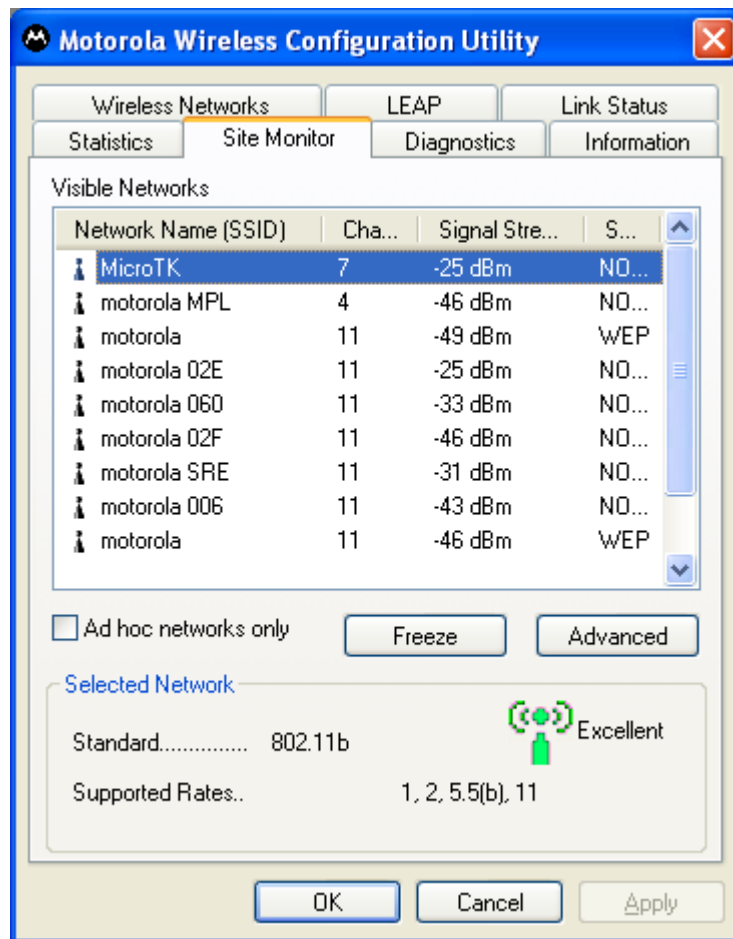 Motorola Wireless Configuration Utility
Wireless Networks LEAP Link Status
Statistics Site Monitor Diagnostics Information
Visible Networks
Network Name (SSID) Cha... Signal Stre... S...
MicroTK 7 -25 dBm NO...
motorola MPL 4 -46 dBm NO...
motorola 11 -49 dBm WEP
motorola 02E 11 -25 dBm NO...
motorola 060 11 -33 dBm NO...
motorola 02F 11 -46 dBm NO...
motorola SRE 11 -31 dBm NO...
motorola 006 11 -43 dBm NO...
motorola 11 -46 dBm WEP
Ad hoc networks only Freeze Advanced
Selected Network
Standard............... 802.11b Excellent
Supported Rates.. 1, 2, 5.5(b), 11
OK Cancel Apply